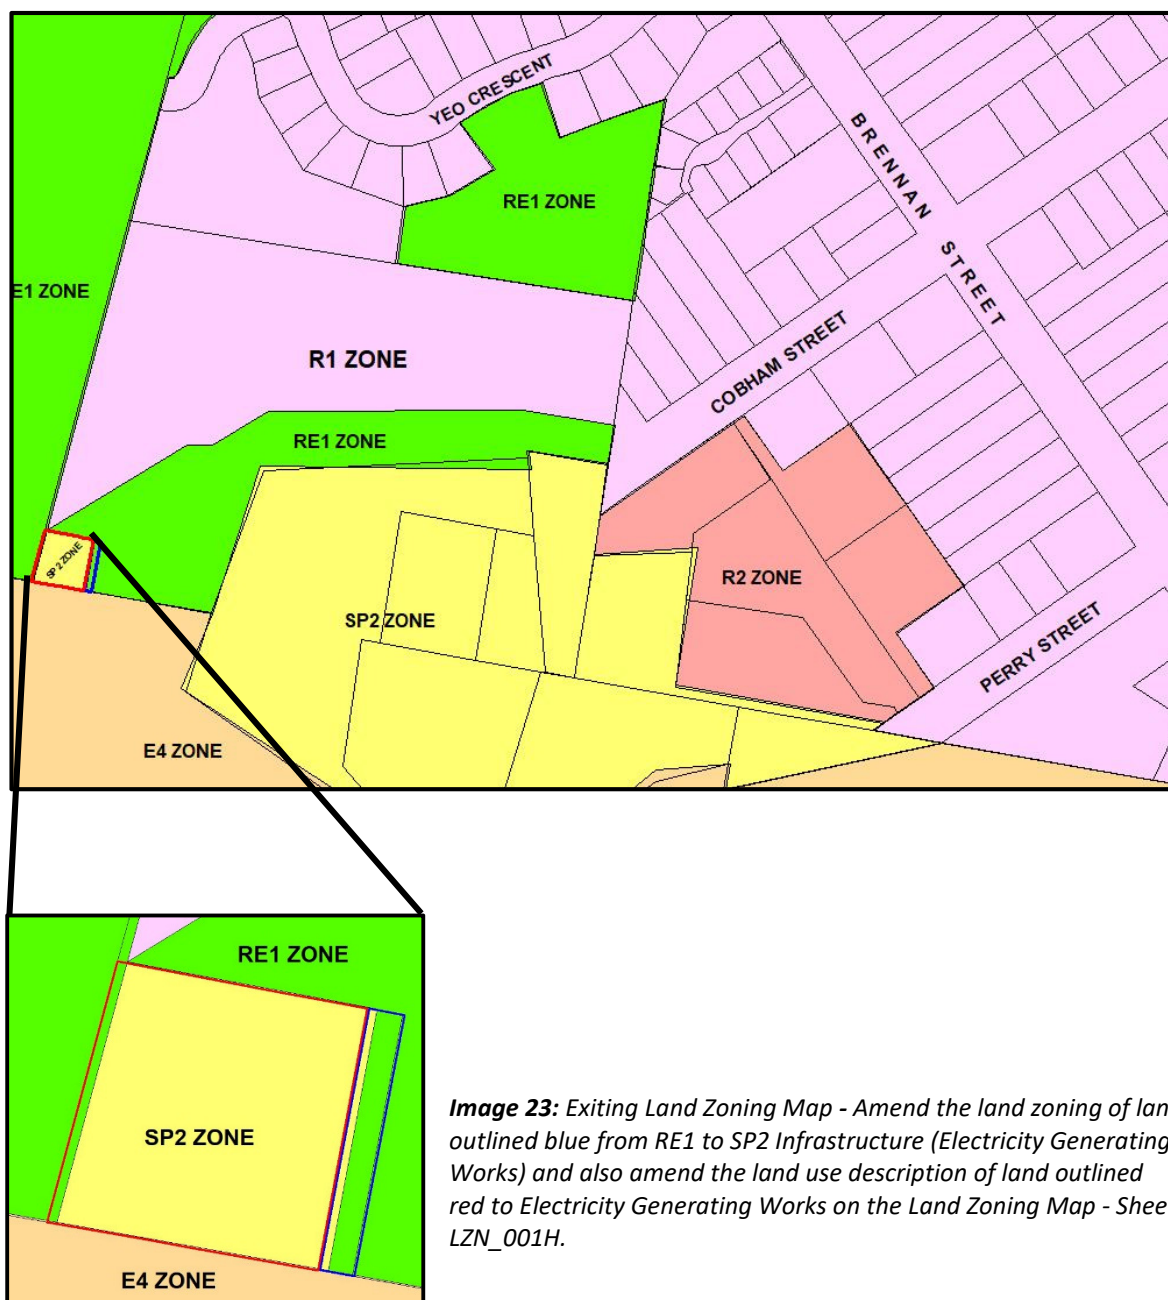 YEO CRESCENT
BRENNAN STREET
RE1 ZONE
E1 ZONE
R1 ZONE
COBHAM STREET
RE1 ZONE
SP2 ZONE
R2 ZONE
SP2 ZONE
PERRY STREET
E4 ZONE
RE1 ZONE
SP2 ZONE
E4 ZONE
Image 23: Exiting Land Zoning Map - Amend the land zoning of lan
outlined blue from RE1 to SP2 Infrastructure (Electricity Generating
Works) and also amend the land use description of land outlined
red to Electricity Generating Works on the Land Zoning Map - Shee
LZN_001H.